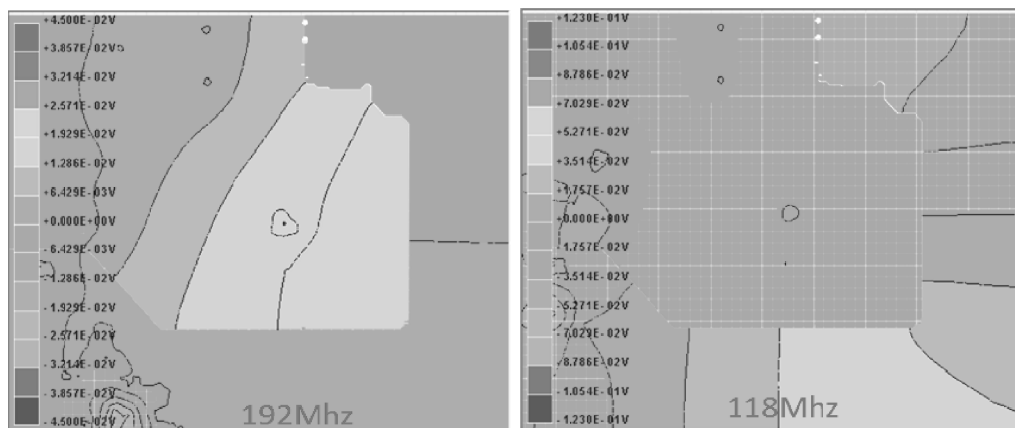 +4.500E-02V
+3.857E-02V
+3.214E-02V
+2.571E-02V
+1.929E-02V
+1.286E-02V
+6.429E-03V
+0.000E+00V
-6.429E-03V
-1.286E-02V
-1.929E-02V
-2.571E-02V
-3.214E-02V
-3.857E-02V
-4.500E-02V
192Mhz
+1.230E-01V
+1.054E-01V
+8.786E-02V
+7.029E-02V
+5.271E-02V
+3.514E-02V
+1.757E-02V
+0.000E+00V
-1.757E-02V
-3.514E-02V
-5.271E-02V
-7.029E-02V
-8.786E-02V
-1.054E-01V
-1.230E-01V
118Mhz